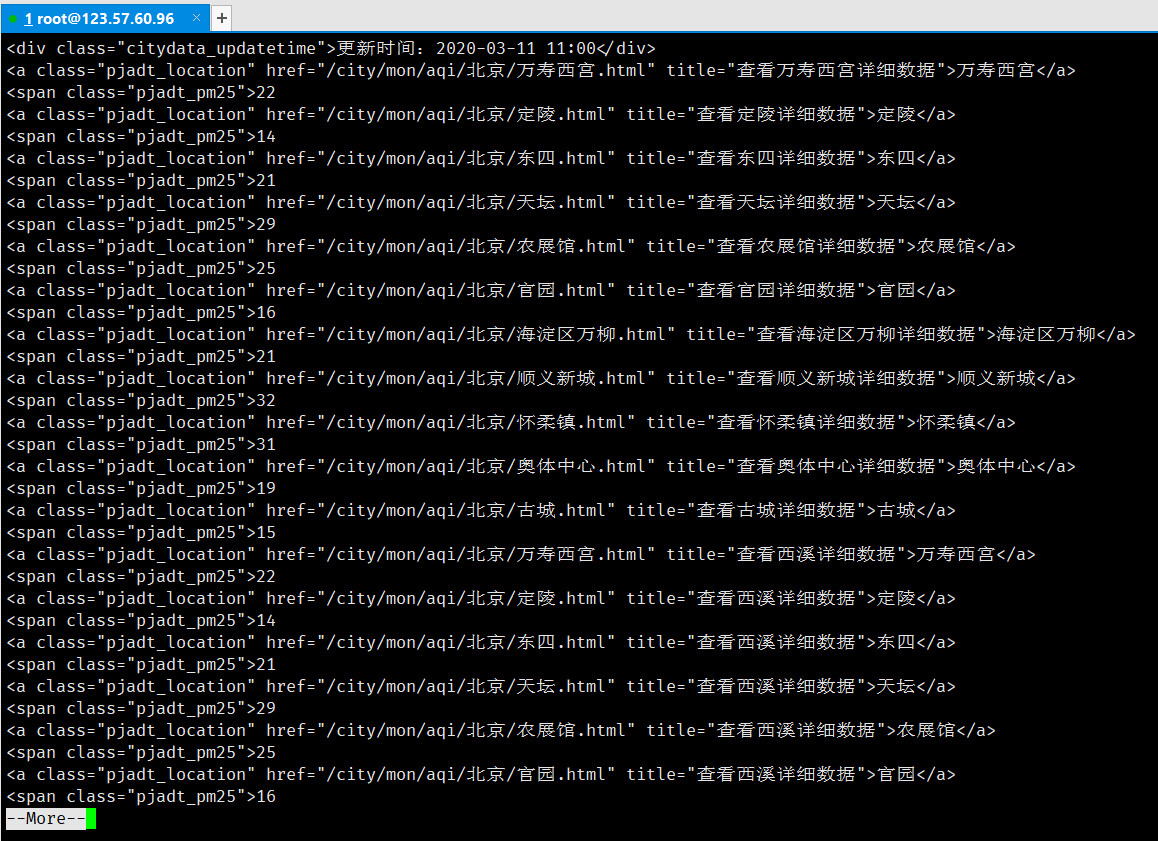 1 root@123.57.60.96 × +
<div class="citydata_updatetime">更新时间：2020-03-11 11:00</div>
<a class="pjadt_location" href="/city/mon/aqi/北京/万寿西宫.html" title="查看万寿西宫详细数据">万寿西宫</a>
<span class="pjadt_pm25">22
<a class="pjadt_location" href="/city/mon/aqi/北京/定陵.html" title="查看定陵详细数据">定陵</a>
<span class="pjadt_pm25">14
<a class="pjadt_location" href="/city/mon/aqi/北京/东四.html" title="查看东四详细数据">东四</a>
<span class="pjadt_pm25">21
<a class="pjadt_location" href="/city/mon/aqi/北京/天坛.html" title="查看天坛详细数据">天坛</a>
<span class="pjadt_pm25">29
<a class="pjadt_location" href="/city/mon/aqi/北京/农展馆.html" title="查看农展馆详细数据">农展馆</a>
<span class="pjadt_pm25">25
<a class="pjadt_location" href="/city/mon/aqi/北京/官园.html" title="查看官园详细数据">官园</a>
<span class="pjadt_pm25">16
<a class="pjadt_location" href="/city/mon/aqi/北京/海淀区万柳.html" title="查看海淀区万柳详细数据">海淀区万柳</a>
<span class="pjadt_pm25">21
<a class="pjadt_location" href="/city/mon/aqi/北京/顺义新城.html" title="查看顺义新城详细数据">顺义新城</a>
<span class="pjadt_pm25">32
<a class="pjadt_location" href="/city/mon/aqi/北京/怀柔镇.html" title="查看怀柔镇详细数据">怀柔镇</a>
<span class="pjadt_pm25">31
<a class="pjadt_location" href="/city/mon/aqi/北京/奥体中心.html" title="查看奥体中心详细数据">奥体中心</a>
<span class="pjadt_pm25">19
<a class="pjadt_location" href="/city/mon/aqi/北京/古城.html" title="查看古城详细数据">古城</a>
<span class="pjadt_pm25">15
<a class="pjadt_location" href="/city/mon/aqi/北京/万寿西宫.html" title="查看西溪详细数据">万寿西宫</a>
<span class="pjadt_pm25">22
<a class="pjadt_location" href="/city/mon/aqi/北京/定陵.html" title="查看西溪详细数据">定陵</a>
<span class="pjadt_pm25">14
<a class="pjadt_location" href="/city/mon/aqi/北京/东四.html" title="查看西溪详细数据">东四</a>
<span class="pjadt_pm25">21
<a class="pjadt_location" href="/city/mon/aqi/北京/天坛.html" title="查看西溪详细数据">天坛</a>
<span class="pjadt_pm25">29
<a class="pjadt_location" href="/city/mon/aqi/北京/农展馆.html" title="查看西溪详细数据">农展馆</a>
<span class="pjadt_pm25">25
<a class="pjadt_location" href="/city/mon/aqi/北京/官园.html" title="查看西溪详细数据">官园</a>
<span class="pjadt_pm25">16
--More--